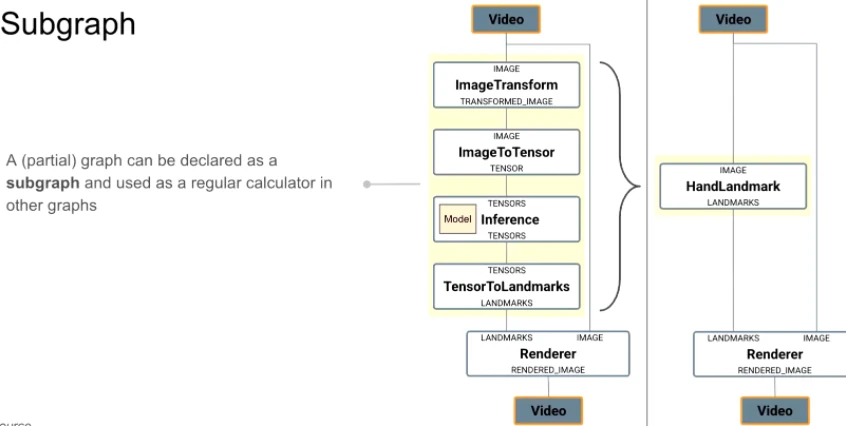 Subgraph
A (partial) graph can be declared as a
subgraph and used as a regular calculator in
other graphs
Video
IMAGE
ImageTransform
TRANSFORMED_IMAGE
IMAGE
ImageToTensor
TENSOR
TENSORS
Model
Inference
TENSORS
TENSORS
TensorToLandmarks
LANDMARKS
LANDMARKS IMAGE
Renderer
RENDERED_IMAGE
Video
Video
IMAGE
HandLandmark
LANDMARKS
LANDMARKS IMAGE
Renderer
RENDERED_IMAGE
Video